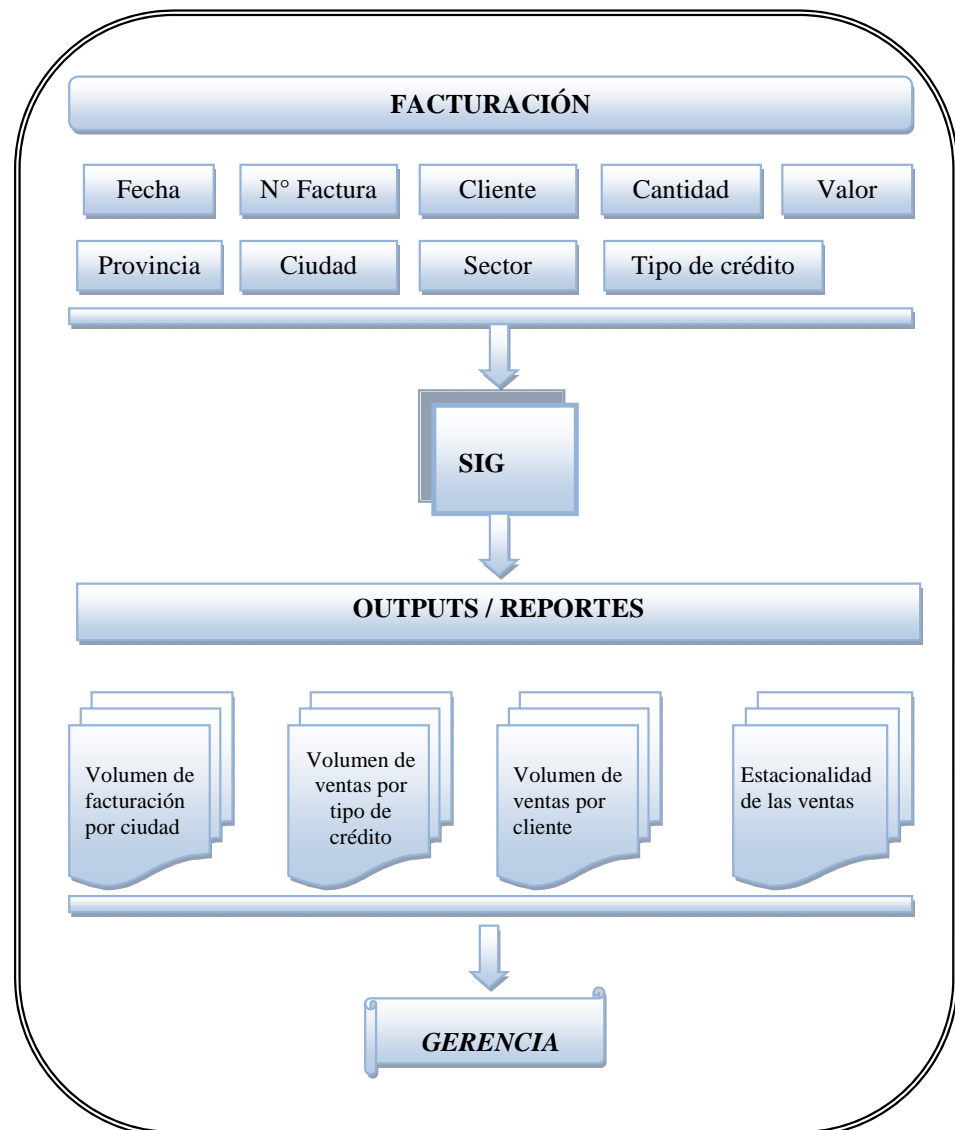 FACTURACIÓN
Fecha
N° Factura
Cliente
Cantidad
Valor
Provincia
Ciudad
Sector
Tipo de crédito
SIG
OUTPUTS / REPORTES
Volumen de
facturación
por ciudad
Volumen de
ventas por
tipo de
crédito
Volumen de
ventas por
cliente
Estacionalidad
de las ventas
GERENCIA